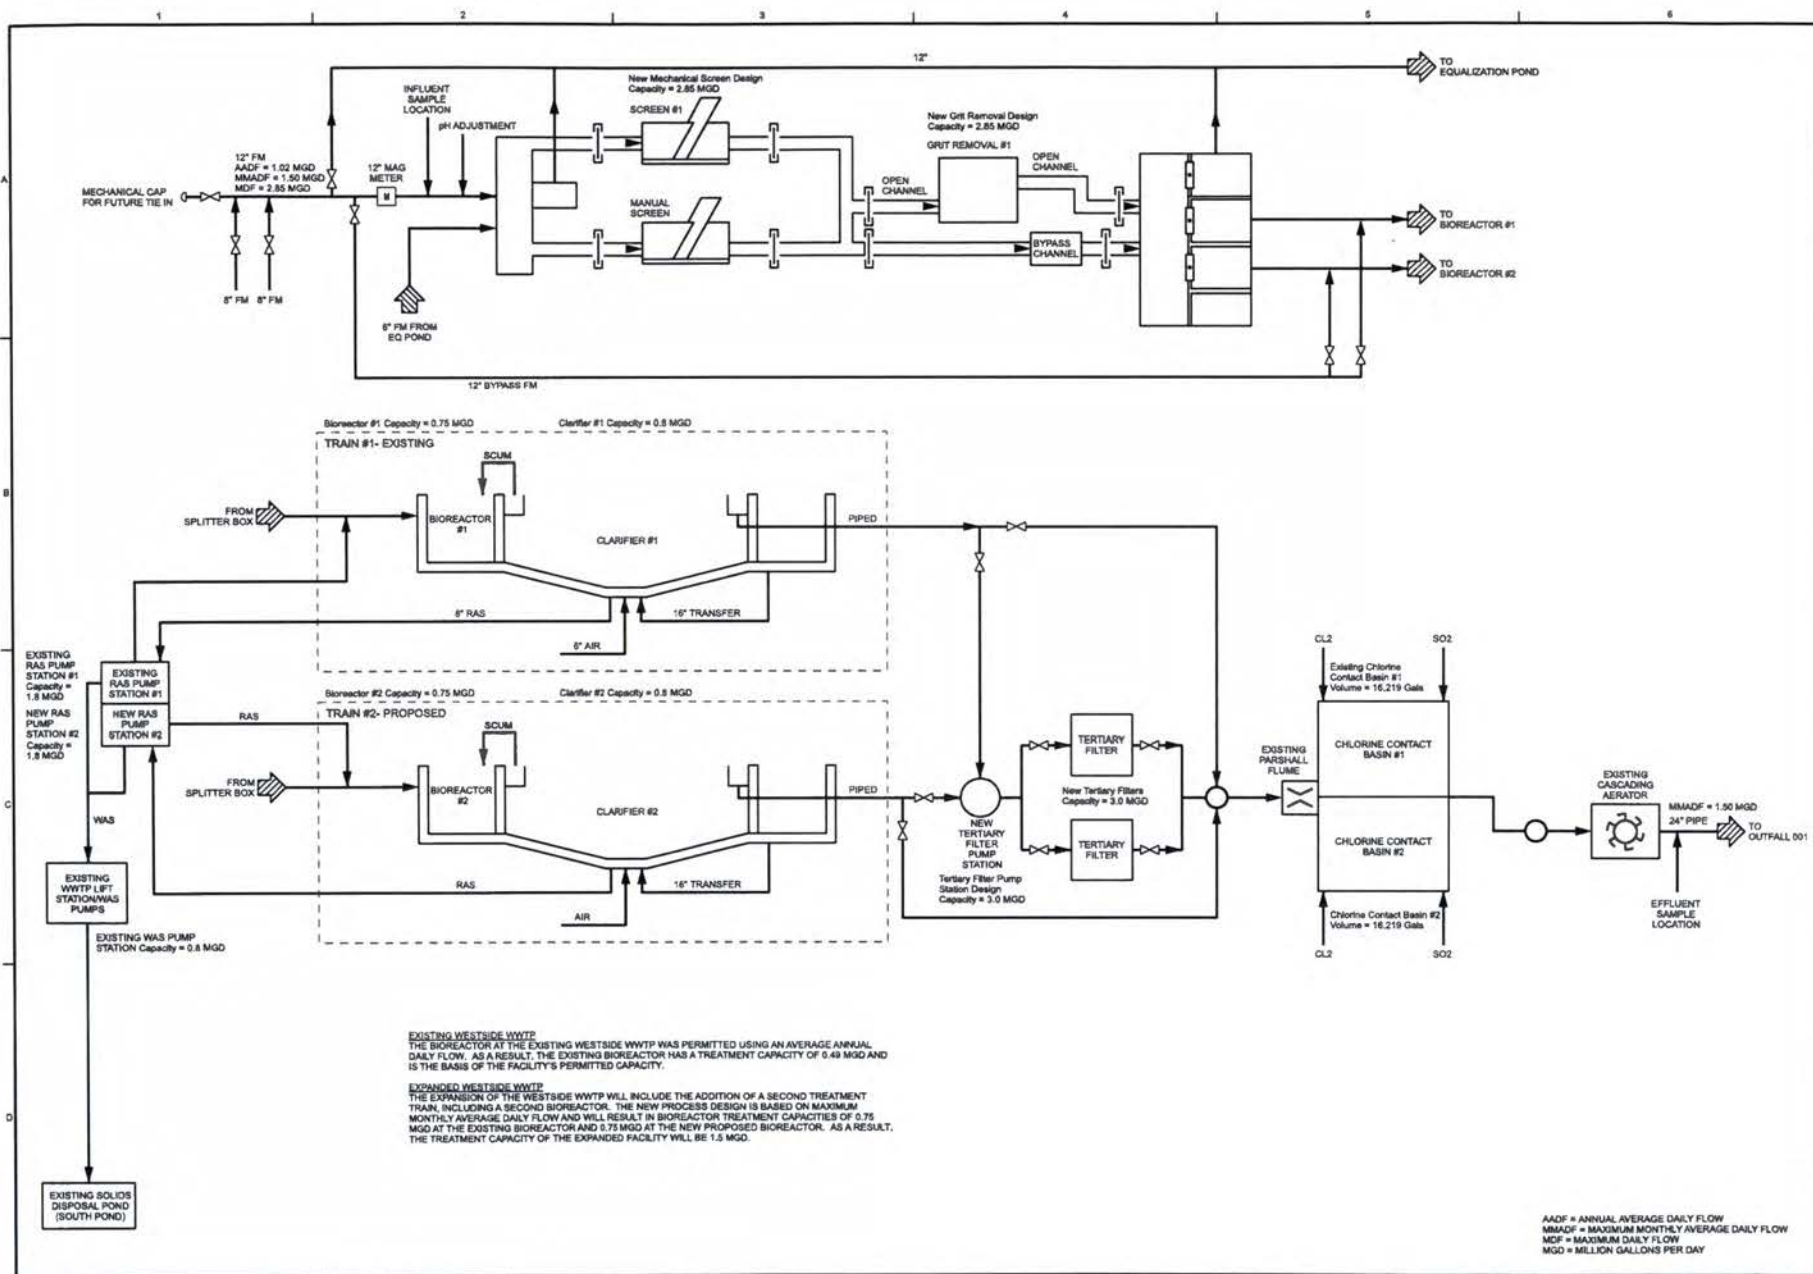 1 2 3 4 5 6
A
B
C
D
12"
TO
EQUALIZATION POND
New Mechanical Screen Design
Capacity = 2.85 MGD
SCREEN #1
INFLUENT
SAMPLE
LOCATION
pH ADJUSTMENT
12" FM
AADF = 1.02 MGD
MMADF = 1.50 MGD
MDF = 2.85 MGD
12" MAG
METER
M
MECHANICAL CAP
FOR FUTURE TIE IN
8" FM
8" FM
6" FM FROM
EQ POND
MANUAL
SCREEN
New Grit Removal Design
Capacity = 2.85 MGD
GRIT REMOVAL #1
OPEN
CHANNEL
OPEN
CHANNEL
BYPASS
CHANNEL
TO
BIOREACTOR #1
TO
BIOREACTOR #2
12" BYPASS FM
Bioreactor #1 Capacity = 0.75 MGD
Clarifier #1 Capacity = 0.8 MGD
TRAIN #1- EXISTING
SCUM
FROM
SPLITTER BOX
BIOREACTOR
#1
CLARIFIER #1
PIPED
8" RAS
16" TRANSFER
6" AIR
EXISTING
RAS PUMP
STATION #1
Capacity =
1.8 MGD
EXISTING
RAS PUMP
STATION #1
NEW RAS
PUMP
STATION #2
Capacity =
1.8 MGD
NEW RAS
PUMP
STATION #2
RAS
Bioreactor #2 Capacity = 0.75 MGD
Clarifier #2 Capacity = 0.8 MGD
TRAIN #2- PROPOSED
SCUM
FROM
SPLITTER BOX
BIOREACTOR
#2
CLARIFIER #2
PIPED
RAS
16" TRANSFER
AIR
WAS
EXISTING
WWTP LIFT
STATION/WAS
PUMPS
EXISTING WAS PUMP
STATION Capacity = 0.8 MGD
EXISTING SOLIDS
DISPOSAL POND
(SOUTH POND)
NEW
TERTIARY
FILTER
PUMP
STATION
Tertiary Filter Pump
Station Design
Capacity = 3.0 MGD
TERTIARY
FILTER
New Tertiary Filters
Capacity = 3.0 MGD
TERTIARY
FILTER
EXISTING
PARSHALL
FLUME
CL2
SO2
Existing Chlorine
Contact Basin #1
Volume = 16,219 Gals
CHLORINE CONTACT
BASIN #1
CHLORINE CONTACT
BASIN #2
Chlorine Contact Basin #2
Volume = 16,219 Gals
CL2
SO2
EXISTING
CASCADING
AERATOR
MMADF = 1.50 MGD
24" PIPE
TO
OUTFALL 001
EFFLUENT
SAMPLE
LOCATION
EXISTING WESTSIDE WWTP
THE BIOREACTOR AT THE EXISTING WESTSIDE WWTP WAS PERMITTED USING AN AVERAGE ANNUAL
DAILY FLOW. AS A RESULT, THE EXISTING BIOREACTOR HAS A TREATMENT CAPACITY OF 0.49 MGD AND
IS THE BASIS OF THE FACILITY'S PERMITTED CAPACITY.
EXPANDED WESTSIDE WWTP
THE EXPANSION OF THE WESTSIDE WWTP WILL INCLUDE THE ADDITION OF A SECOND TREATMENT
TRAIN, INCLUDING A SECOND BIOREACTOR. THE NEW PROCESS DESIGN IS BASED ON MAXIMUM
MONTHLY AVERAGE DAILY FLOW AND WILL RESULT IN BIOREACTOR TREATMENT CAPACITIES OF 0.75
MGD AT THE EXISTING BIOREACTOR AND 0.75 MGD AT THE NEW PROPOSED BIOREACTOR. AS A RESULT,
THE TREATMENT CAPACITY OF THE EXPANDED FACILITY WILL BE 1.5 MGD.
AADF = ANNUAL AVERAGE DAILY FLOW
MMADF = MAXIMUM MONTHLY AVERAGE DAILY FLOW
MDF = MAXIMUM DAILY FLOW
MGD = MILLION GALLONS PER DAY